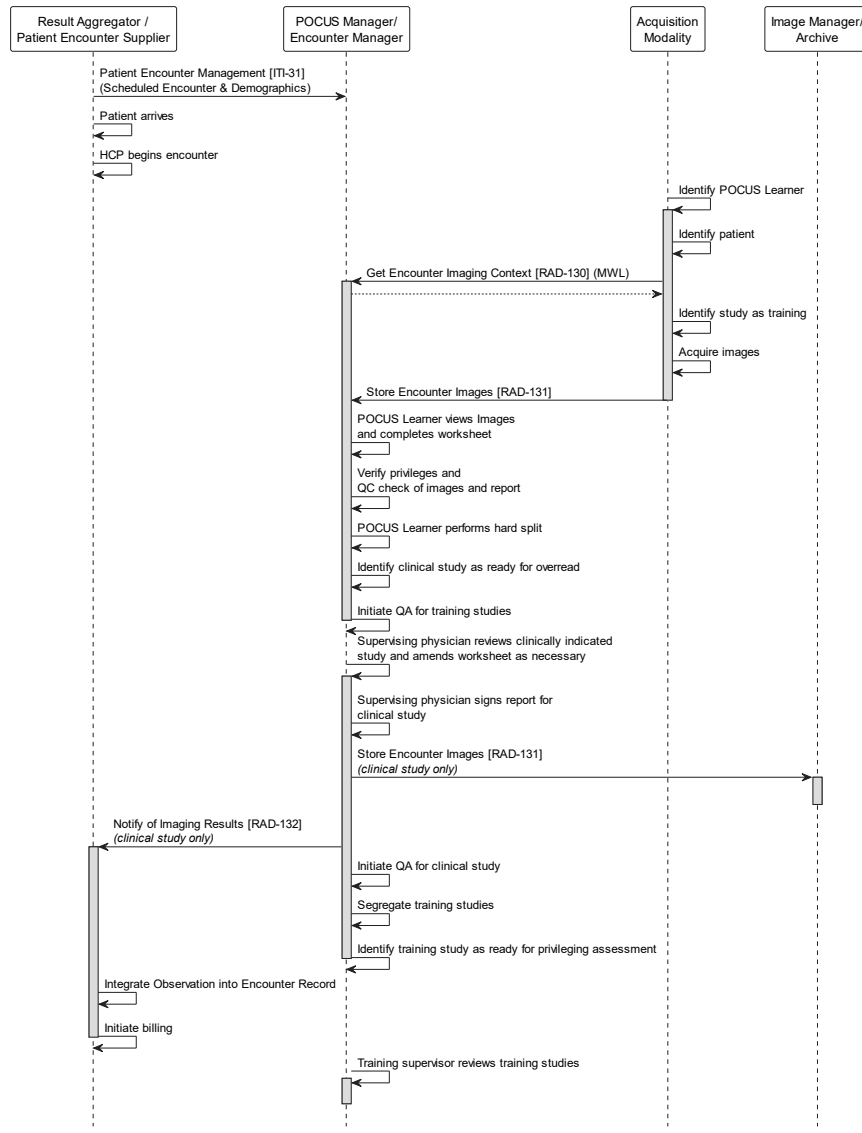 Result Aggregator /
Patient Encounter Supplier
POCUS Manager/
Encounter Manager
Acquisition
Modality
Image Manager/
Archive
Patient Encounter Management [ITI-31]
(Scheduled Encounter & Demographics)
Patient arrives
HCP begins encounter
Identify POCUS Learner
Identify patient
Get Encounter Imaging Context [RAD-130] (MWL)
Identify study as training
Acquire images
Store Encounter Images [RAD-131]
POCUS Learner views Images
and completes worksheet
Verify privileges and
QC check of images and report
POCUS Learner performs hard split
Identify clinical study as ready for overread
Initiate QA for training studies
Supervising physician reviews clinically indicated
study and amends worksheet as necessary
Supervising physician signs report for
clinical study
Store Encounter Images [RAD-131]
(clinical study only)
Notify of Imaging Results [RAD-132]
(clinical study only)
Initiate QA for clinical study
Segregate training studies
Identify training study as ready for privileging assessment
Integrate Observation into Encounter Record
Initiate billing
Training supervisor reviews training studies